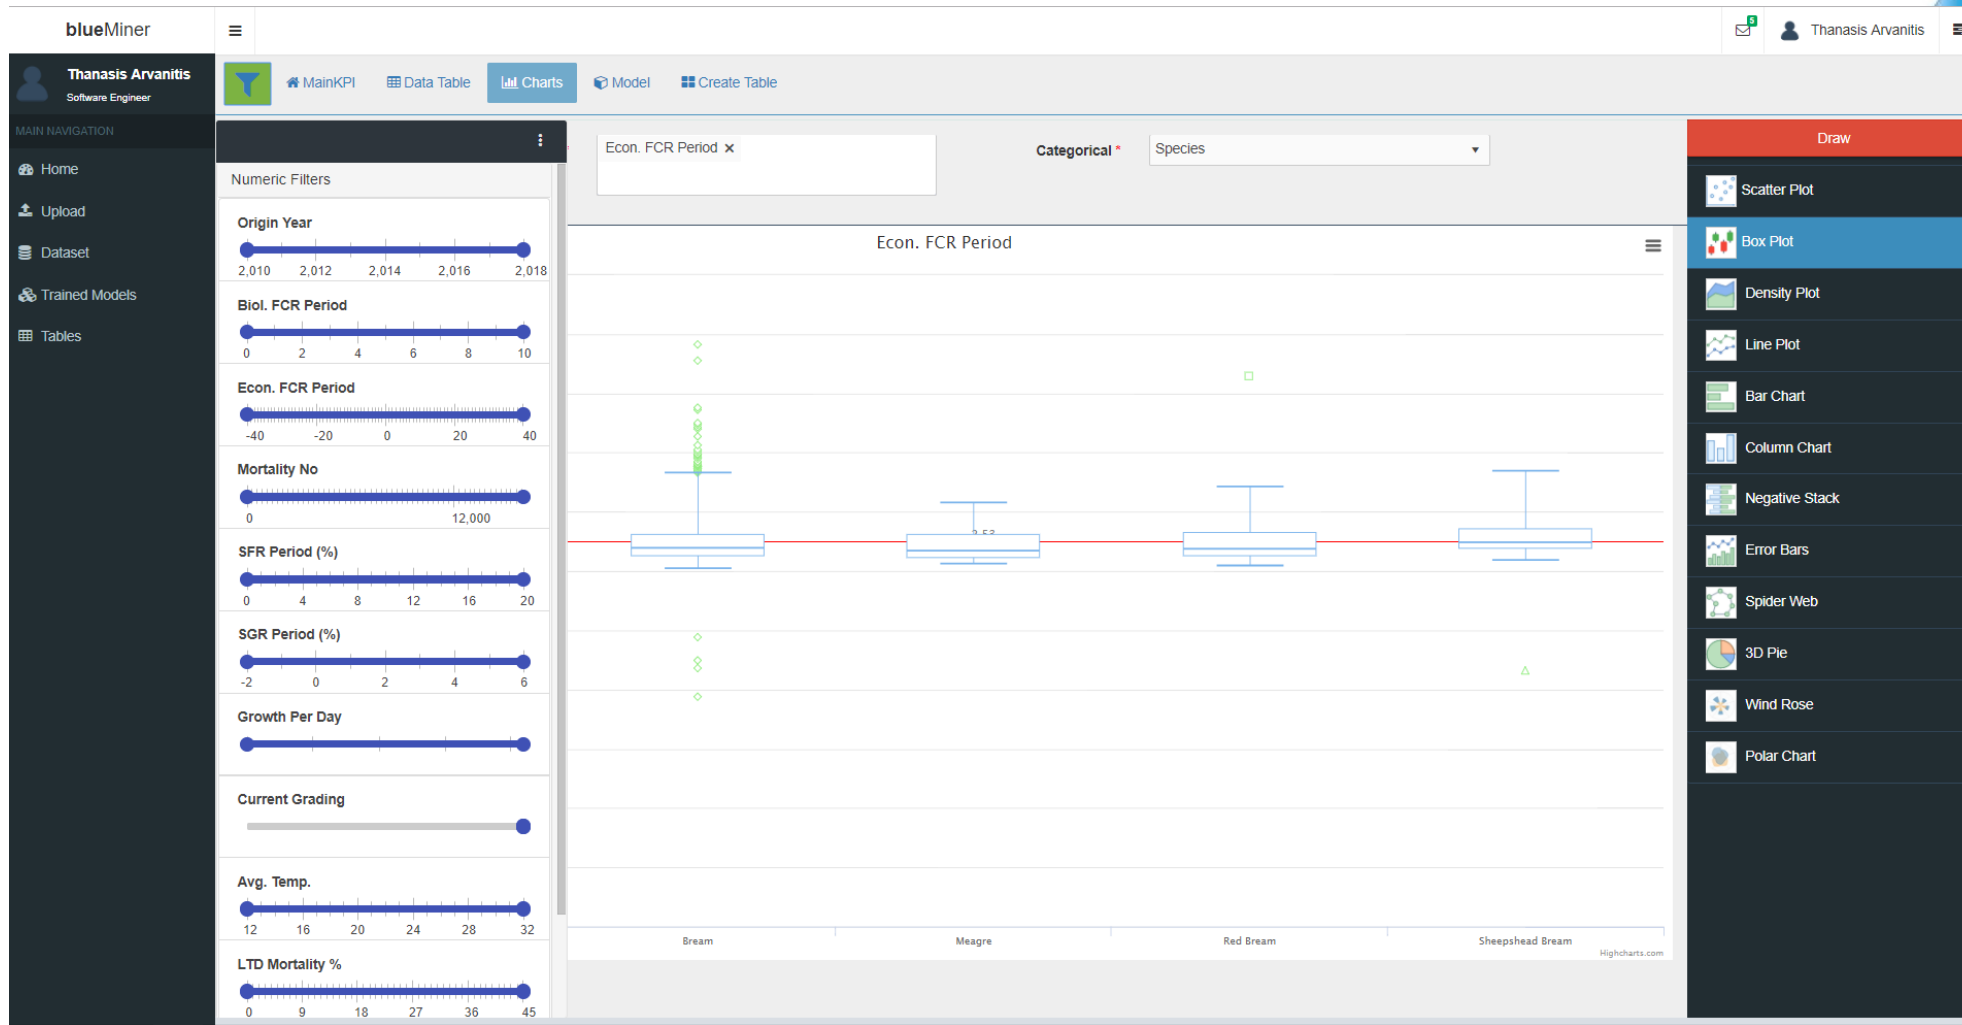 blueMiner
5
Thanasis Arvanitis
Thanasis Arvanitis
Software Engineer
MainKPI
Data Table
Charts
Model
Create Table
MAIN NAVIGATION
Home
Upload
Dataset
Trained Models
Tables
Numeric Filters
Origin Year
2,010 2,012 2,014 2,016 2,018
Biol. FCR Period
0 2 4 6 8 10
Econ. FCR Period
-40 -20 0 20 40
Mortality No
0 12,000
SFR Period (%)
0 4 8 12 16 20
SGR Period (%)
-2 0 2 4 6
Growth Per Day
Current Grading
Avg. Temp.
12 16 20 24 28 32
LTD Mortality %
0 9 18 27 36 45
* Econ. FCR Period ×
Categorical * Species
Econ. FCR Period
Bream Meagre Red Bream Sheepshead Bream
Highcharts.com
Draw
Scatter Plot
Box Plot
Density Plot
Line Plot
Bar Chart
Column Chart
Negative Stack
Error Bars
Spider Web
3D Pie
Wind Rose
Polar Chart